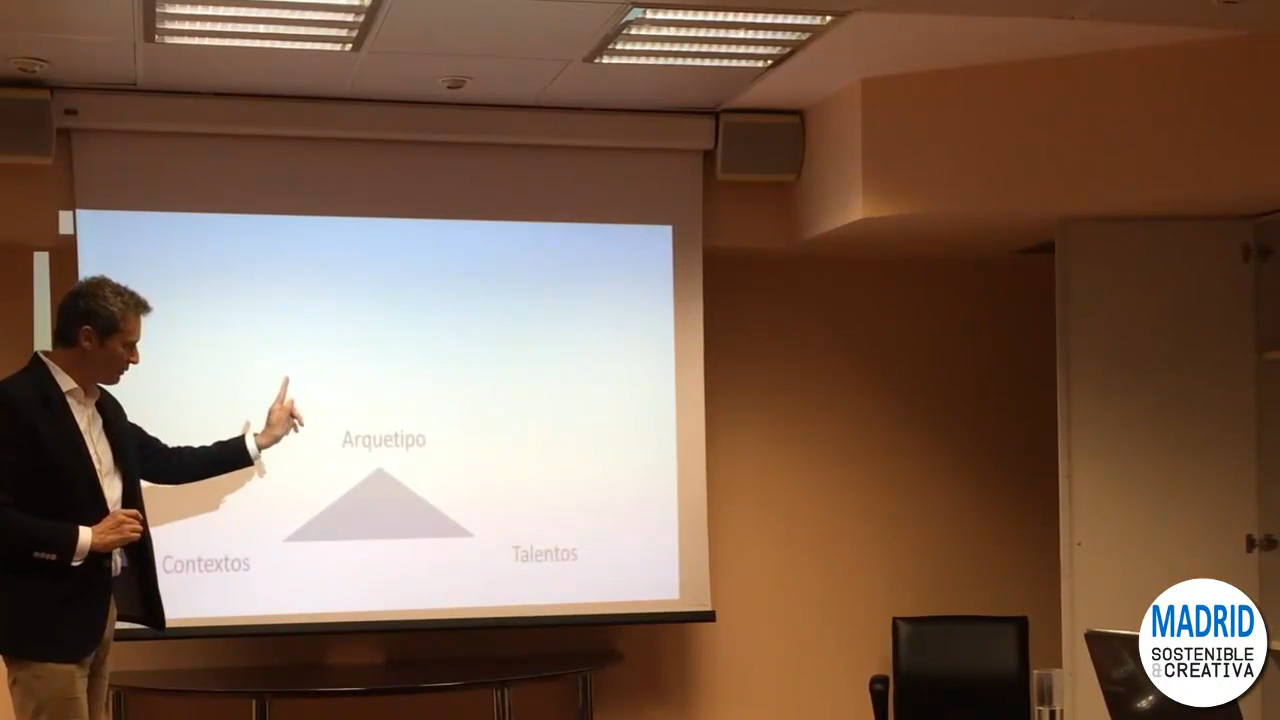 Arquetipo
Contextos
Talentos
MADRID
SOSTENIBLE
&CREATIVA